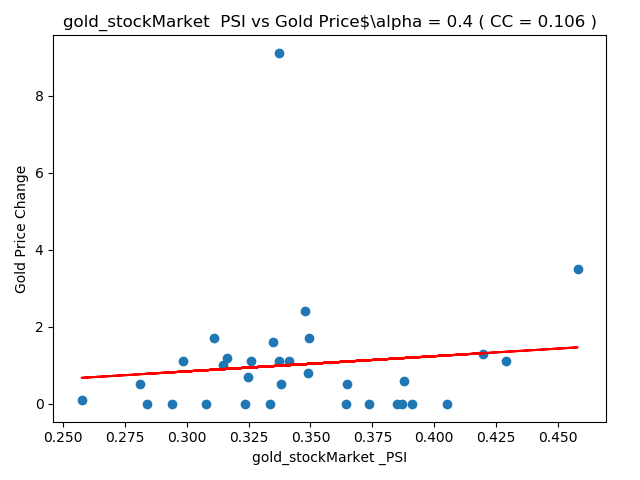 gold_stockMarket  PSI vs Gold Price$\alpha = 0.4 ( CC = 0.106 )
8
6
4
2
0
Gold Price Change
0.250 0.275 0.300 0.325 0.350 0.375 0.400 0.425 0.450
gold_stockMarket _PSI